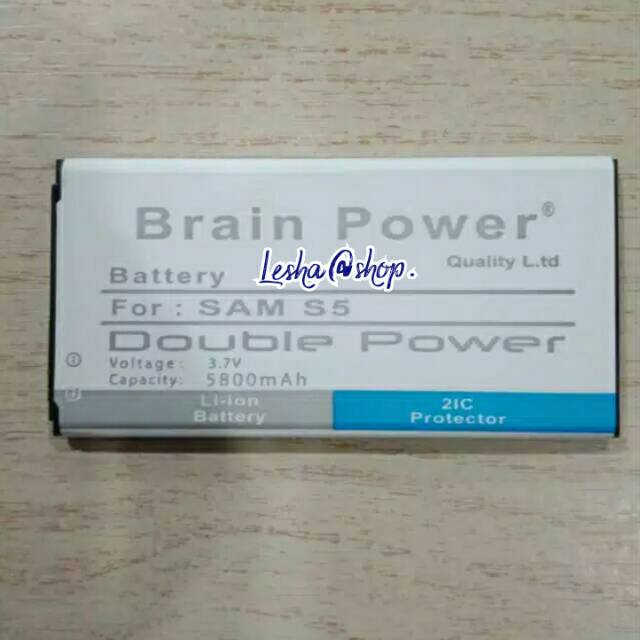 Brain Power®
Quality L.td
Lesha@shop.
Battery
For : SAM S5
Double Power
Voltage: 3.7V
Capacity: 5800mAh
Li-Ion
Battery
2IC
Protector